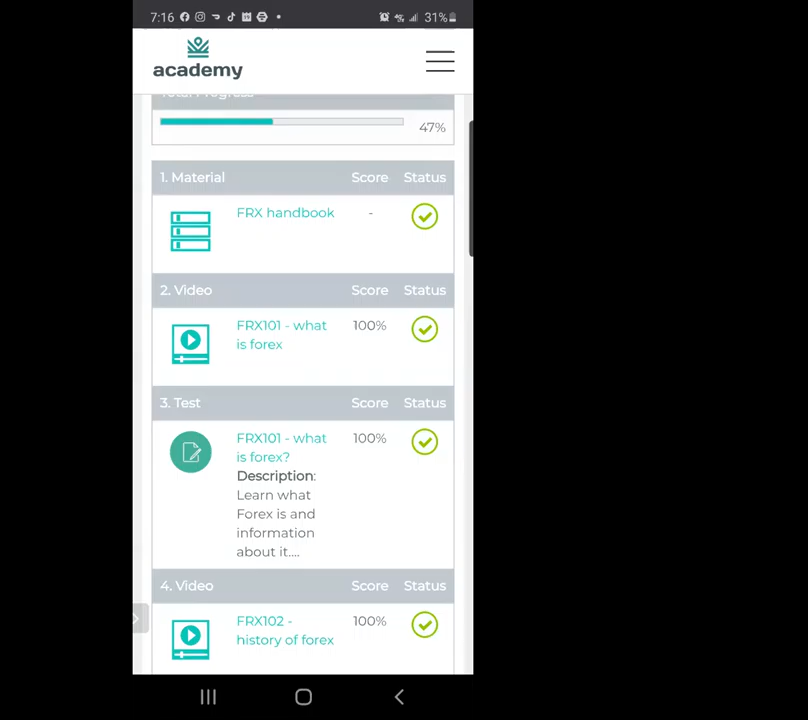 7:16
31%
academy
Total Progress
47%
1. Material Score Status
FRX handbook -
2. Video Score Status
FRX101 - what 100%
is forex
3. Test Score Status
FRX101 - what 100%
is forex?
Description:
Learn what
Forex is and
information
about it....
4. Video Score Status
FRX102 - 100%
history of forex